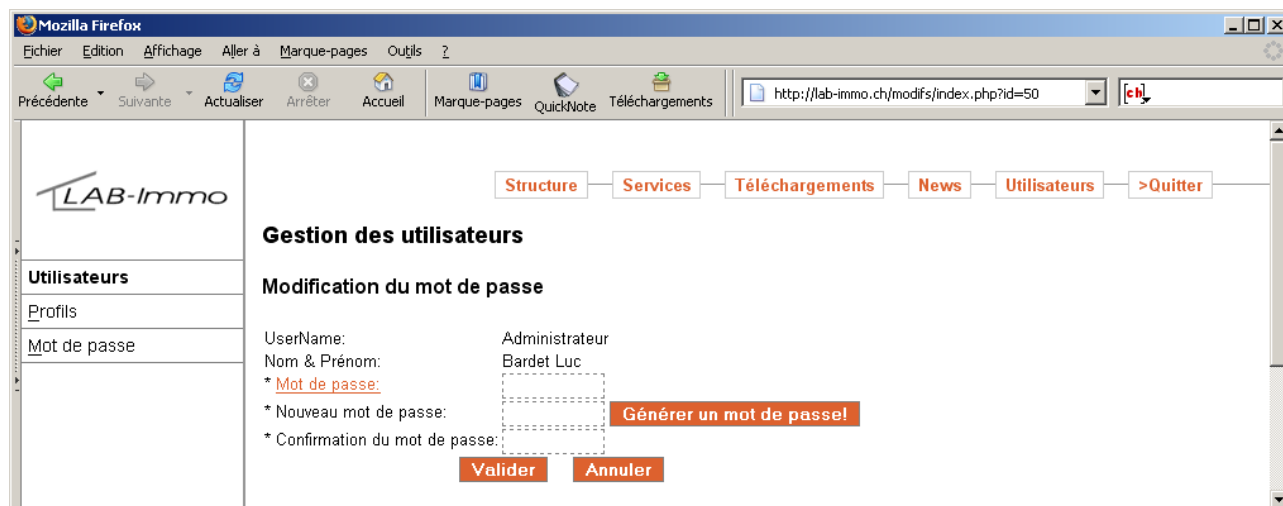 Mozilla Firefox
Fichier Edition Affichage Aller à Marque-pages Outils ?
Précédente Suivante Actualiser Arrêter Accueil Marque-pages QuickNote Téléchargements http://lab-immo.ch/modifs/index.php?id=50 [ch]
LAB-Immo
Structure Services Téléchargements News Utilisateurs >Quitter
Gestion des utilisateurs
Utilisateurs
Profils
Mot de passe
Modification du mot de passe
UserName: Administrateur
Nom & Prénom: Bardet Luc
* Mot de passe:
* Nouveau mot de passe: Générer un mot de passe!
* Confirmation du mot de passe:
Valider Annuler